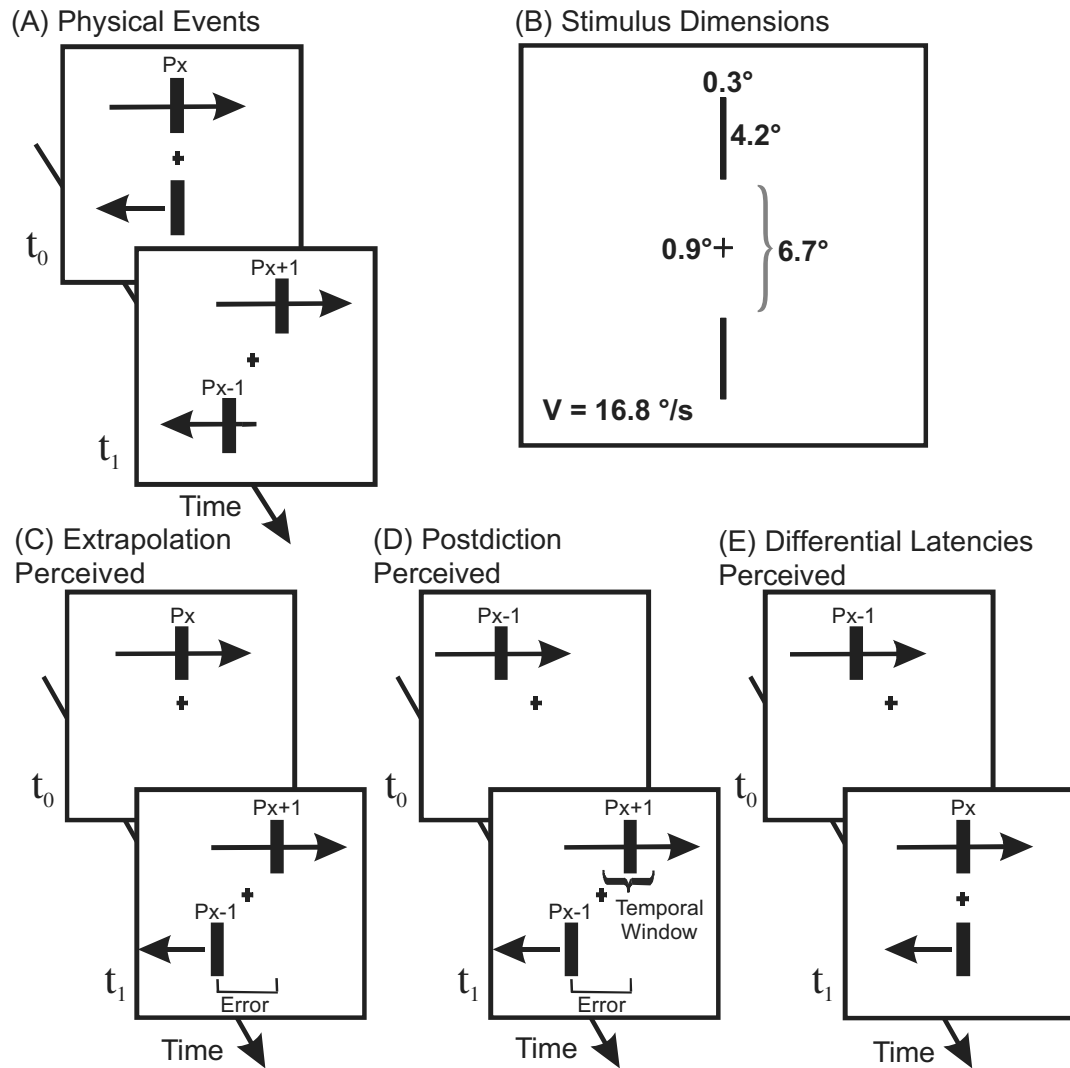 (A) Physical Events
Px
t0
Px+1
Px-1
t1
Time
(B) Stimulus Dimensions
0.3°
4.2°
0.9°
6.7°
V = 16.8 °/s
(C) Extrapolation
Perceived
Px
t0
Px+1
Px-1
t1
Error
Time
(D) Postdiction
Perceived
Px-1
t0
Px+1
Px-1
Temporal
Window
t1
Error
Time
(E) Differential Latencies
Perceived
Px-1
t0
Px
t1
Time